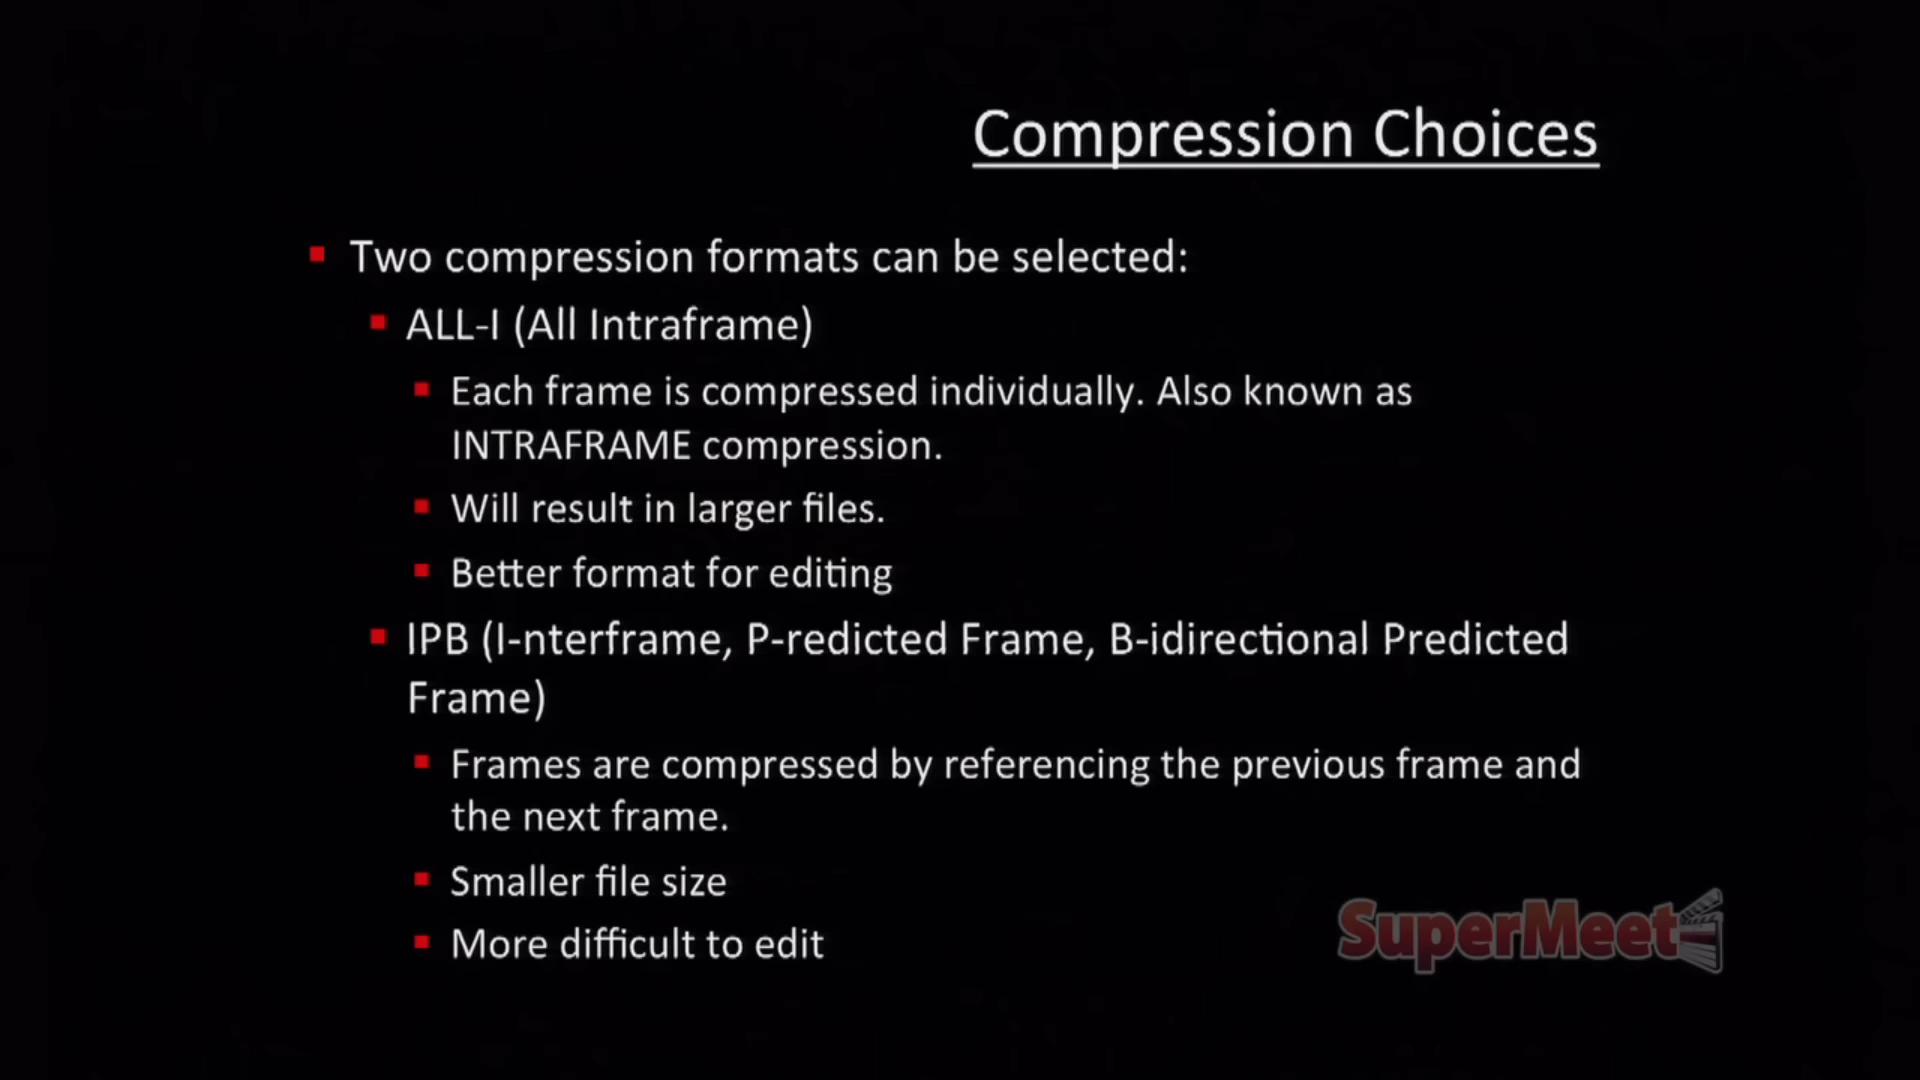 Compression Choices
Two compression formats can be selected:
ALL-I (All Intraframe)
Each frame is compressed individually. Also known as
INTRAFRAME compression.
Will result in larger files.
Better format for editing
IPB (I-nterframe, P-redicted Frame, B-idirectional Predicted
Frame)
Frames are compressed by referencing the previous frame and
the next frame.
Smaller file size
More difficult to edit
SuperMeet